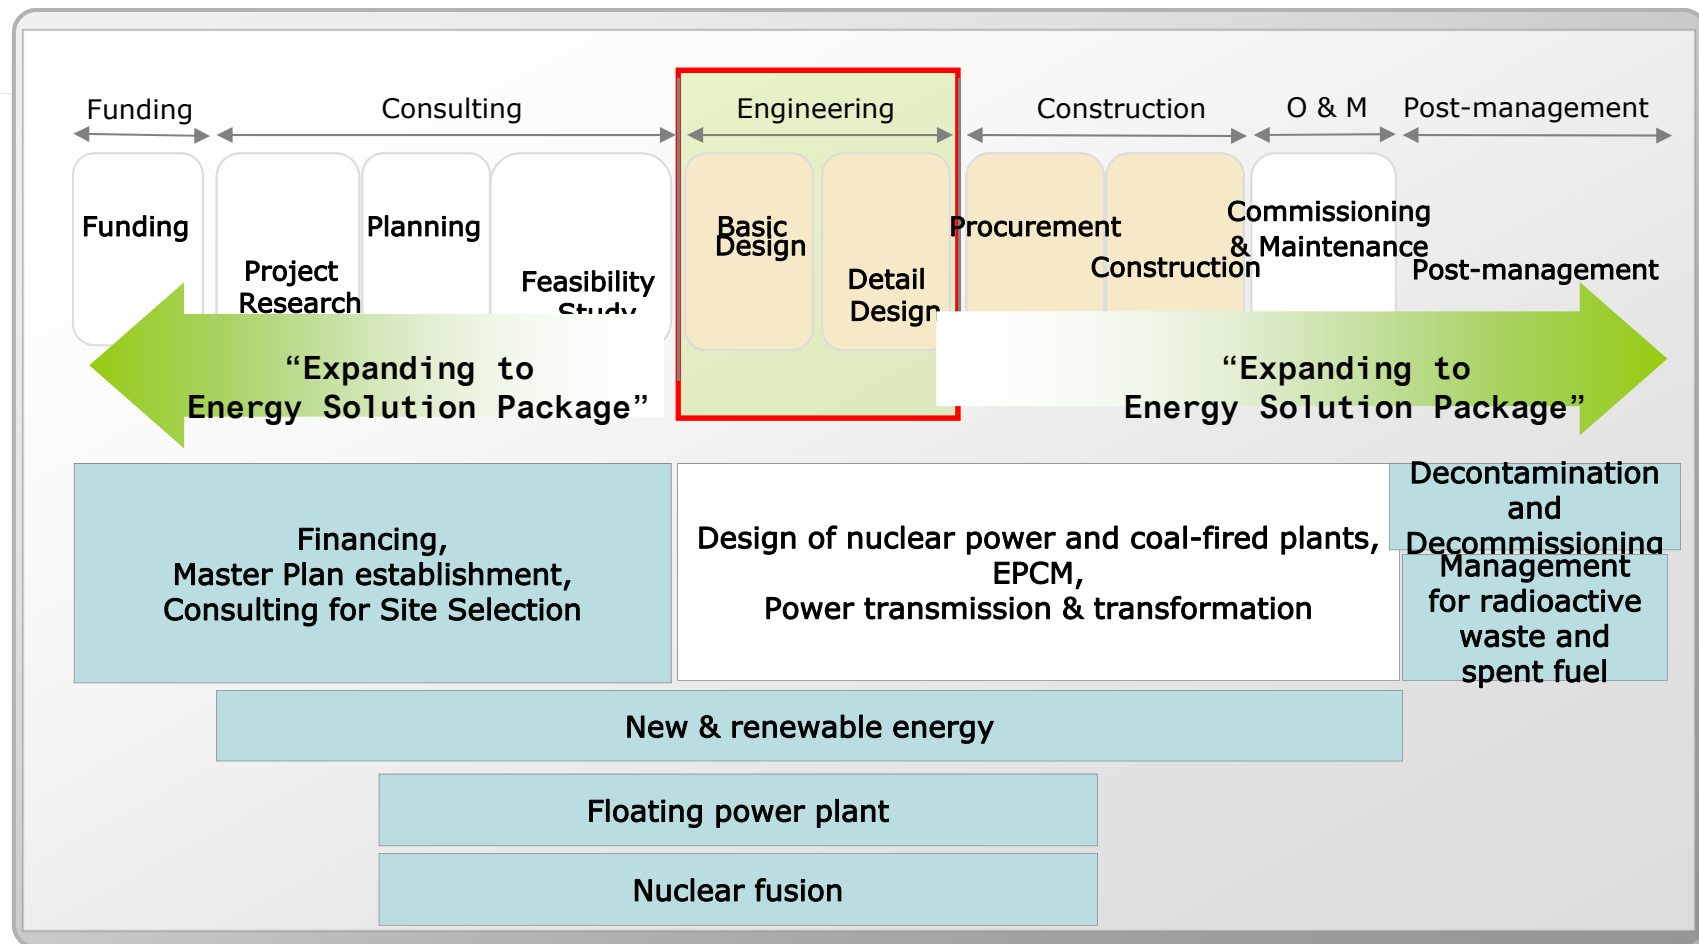 Funding
Consulting
Engineering
Construction
O & M
Post-management
Funding
Project
Research
Planning
Feasibility
Study
Basic
Design
Detail
Design
Procurement
Construction
Commissioning
& Maintenance
Post-management
“Expanding to
Energy Solution Package”
“Expanding to
Energy Solution Package”
Financing,
Master Plan establishment,
Consulting for Site Selection
Design of nuclear power and coal-fired plants,
EPCM,
Power transmission & transformation
Decontamination
and
Decommissioning
Management
for radioactive
waste and
spent fuel
New & renewable energy
Floating power plant
Nuclear fusion